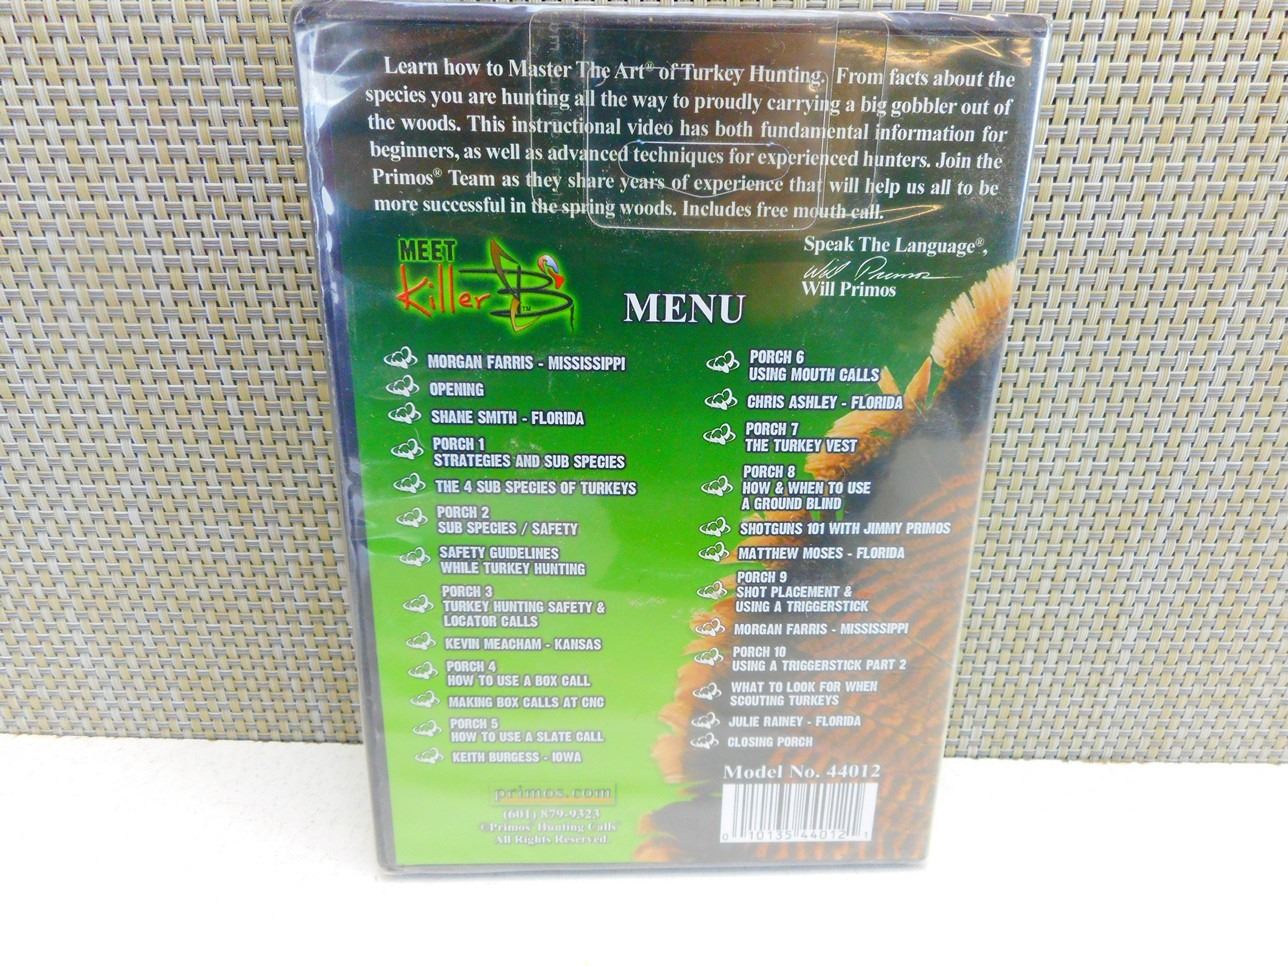 Learn how to Master The Art® of Turkey Hunting. From facts about the
species you are hunting all the way to proudly carrying a big gobbler out of
the woods. This instructional video has both fundamental information for
beginners, as well as advanced techniques for experienced hunters. Join the
Primos® Team as they share years of experience that will help us all to be
more successful in the spring woods. Includes free mouth call.
Speak The Language®,
Will Primos
Will Primos
MEET
Killer B™
MENU
MORGAN FARRIS - MISSISSIPPI
OPENING
SHANE SMITH - FLORIDA
PORCH 1
STRATEGIES AND SUB SPECIES
THE 4 SUB SPECIES OF TURKEYS
PORCH 2
SUB SPECIES / SAFETY
SAFETY GUIDELINES
WHILE TURKEY HUNTING
PORCH 3
TURKEY HUNTING SAFETY &
LOCATOR CALLS
KEVIN MEACHAM - KANSAS
PORCH 4
HOW TO USE A BOX CALL
MAKING BOX CALLS AT CNC
PORCH 5
HOW TO USE A SLATE CALL
KEITH BURGESS - IOWA
PORCH 6
USING MOUTH CALLS
CHRIS ASHLEY - FLORIDA
PORCH 7
THE TURKEY VEST
PORCH 8
HOW & WHEN TO USE
A GROUND BLIND
SHOTGUNS 101 WITH JIMMY PRIMOS
MATTHEW MOSES - FLORIDA
PORCH 9
SHOT PLACEMENT &
USING A TRIGGERSTICK
MORGAN FARRIS - MISSISSIPPI
PORCH 10
USING A TRIGGERSTICK PART 2
WHAT TO LOOK FOR WHEN
SCOUTING TURKEYS
JULIE RAINEY - FLORIDA
CLOSING PORCH
primos.com
(601) 879-9323
©Primos® Hunting Calls
All Rights Reserved.
Model No. 44012
0 10135 44012 1